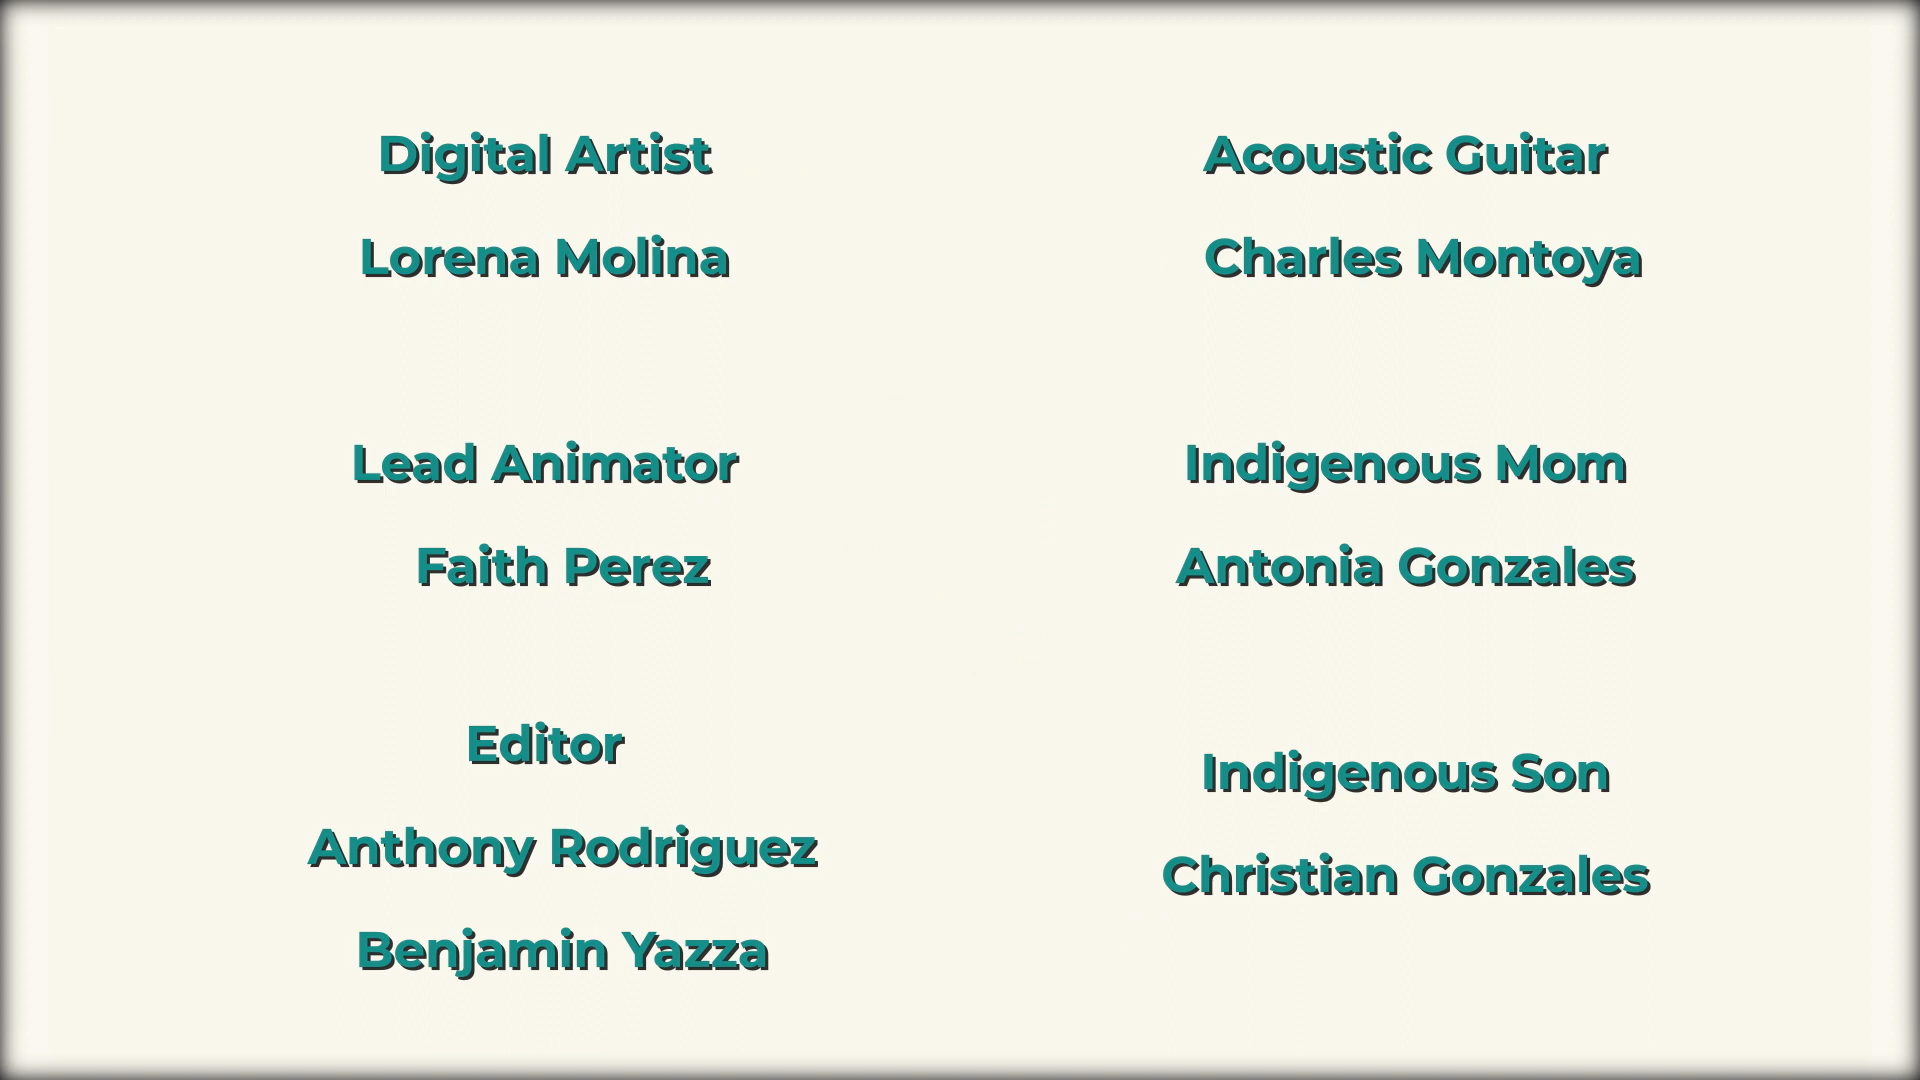 Digital Artist
Lorena Molina
Lead Animator
Faith Perez
Editor
Anthony Rodriguez
Benjamin Yazza
Acoustic Guitar
Charles Montoya
Indigenous Mom
Antonia Gonzales
Indigenous Son
Christian Gonzales